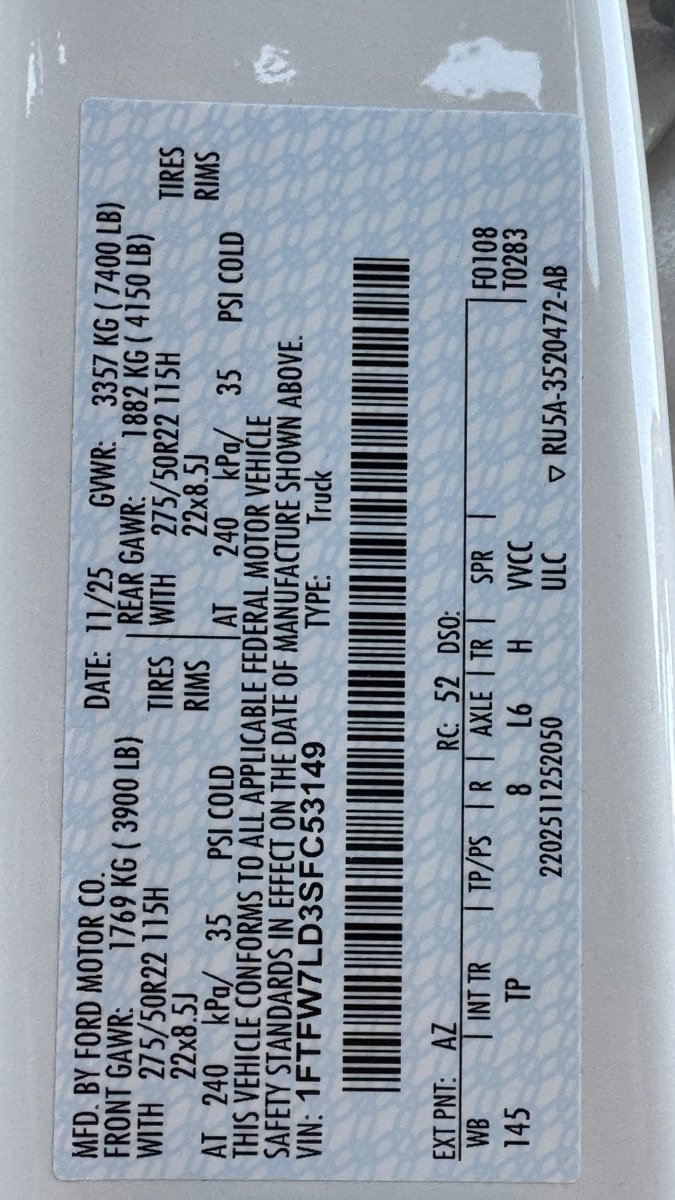 MFD. BY FORD MOTOR CO. DATE: 11/25 GVWR: 3357 KG ( 7400 LB)
FRONT GAWR: 1769 KG ( 3900 LB) REAR GAWR: 1882 KG ( 4150 LB)
WITH 275/50R22 115H TIRES WITH 275/50R22 115H TIRES
22x8.5J RIMS 22x8.5J RIMS
AT 240 kPa/ 35 PSI COLD AT 240 kPa/ 35 PSI COLD
THIS VEHICLE CONFORMS TO ALL APPLICABLE FEDERAL MOTOR VEHICLE
SAFETY STANDARDS IN EFFECT ON THE DATE OF MANUFACTURE SHOWN ABOVE.
VIN: 1FTFW7LD3SFC53149 TYPE: Truck
EXT PNT: AZ RC: 52 DSO: F0108
WB | INT TR | TP/PS | R | AXLE | TR | SPR | T0283
145 TP 8 L6 H VVCC
2202511252050 ULC ▽ RU5A-3520472-AB